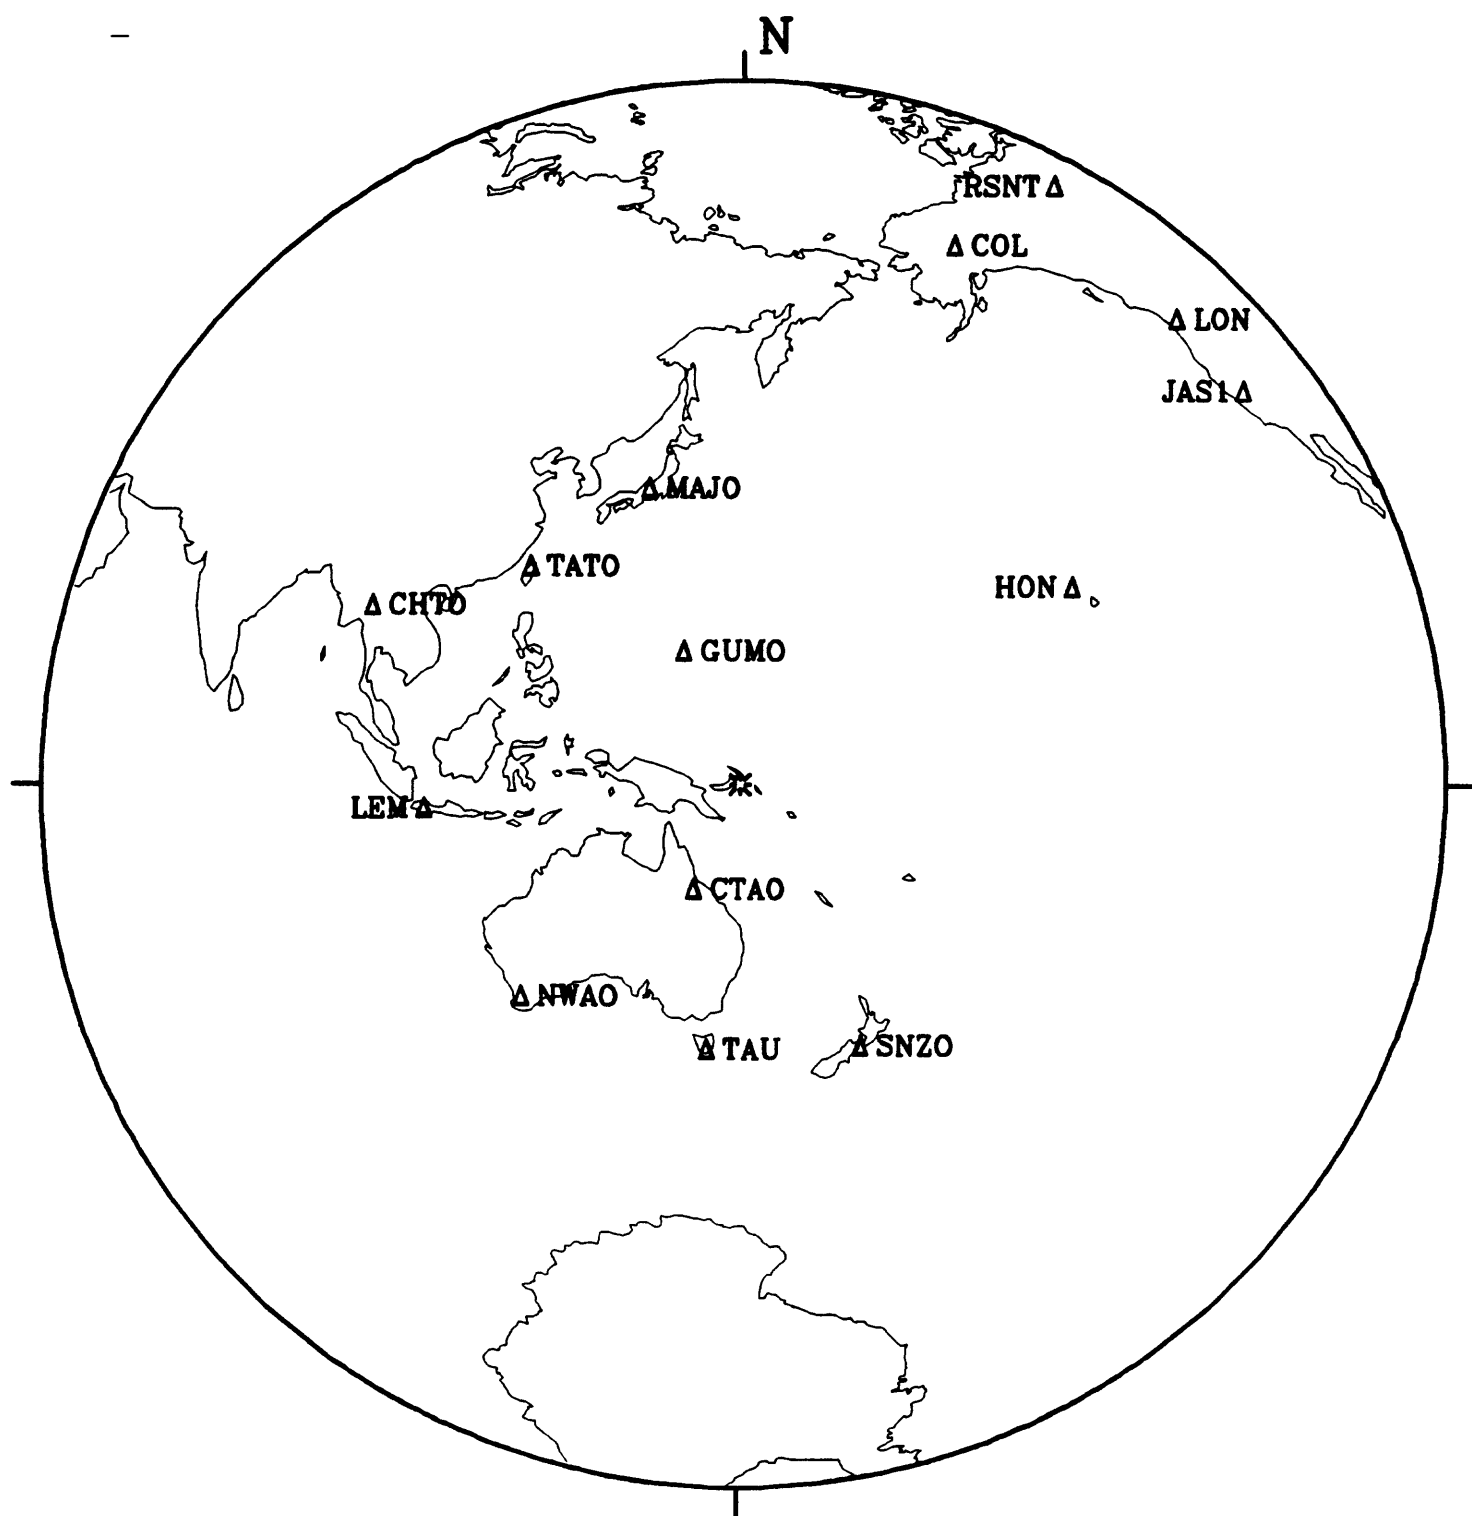 N
RSNT
COL
LON
JAS1
MAJO
TATO
HON
CHTO
GUMO
LEM
CTAO
NWAO
TAU
SNZO